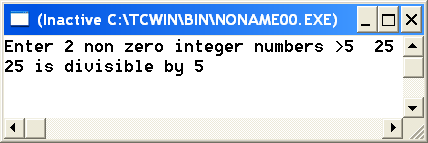 (Inactive C:\TCWIN\BIN\NONAME00.EXE)
Enter 2 non zero integer numbers >5  25
25 is divisible by 5